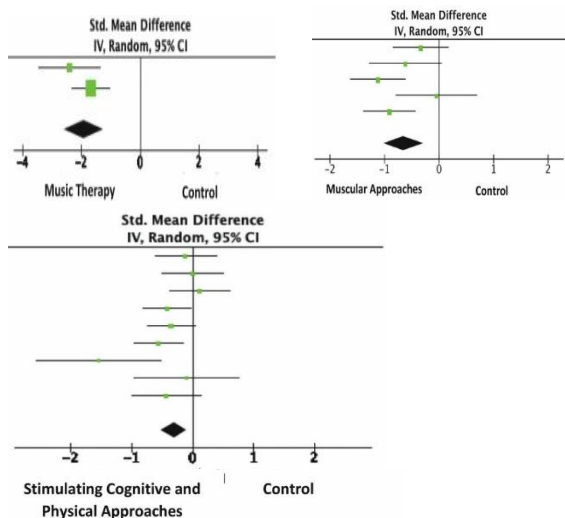 Std. Mean Difference
IV, Random, 95% CI
−4 −2 0 2 4
Music Therapy Control
Std. Mean Difference
IV, Random, 95% CI
−2 −1 0 1 2
Muscular Approaches Control
Std. Mean Difference
IV, Random, 95% CI
−2 −1 0 1 2
Stimulating Cognitive and Control
Physical Approaches